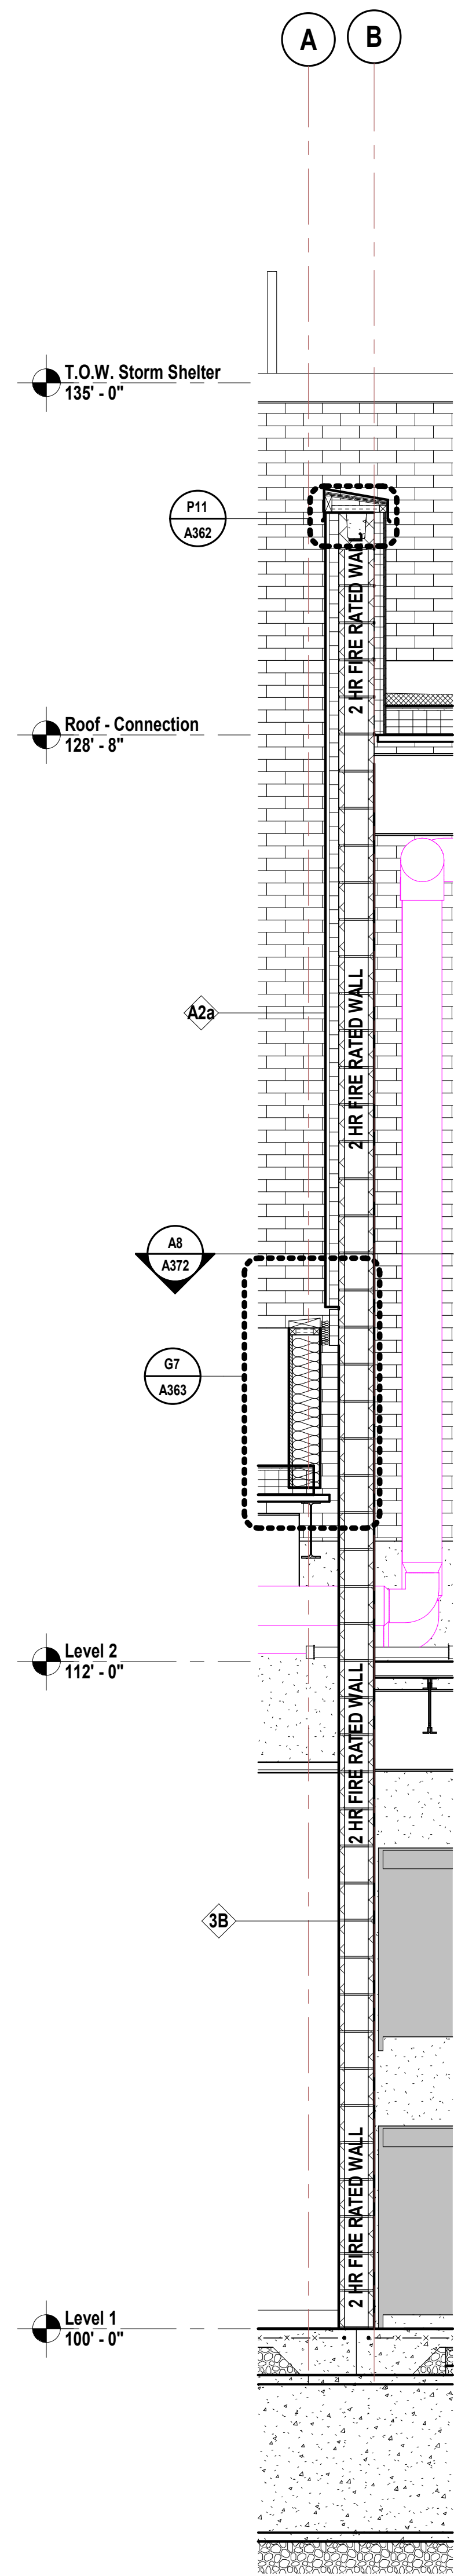 A
B
T.O.W. Storm Shelter
135' - 0"
P11
A362
2 HR FIRE RATED WALL
Roof - Connection
128' - 8"
2 HR FIRE RATED WALL
A2a
A8
A372
G7
A363
Level 2
112' - 0"
2 HR FIRE RATED WALL
3B
2 HR FIRE RATED WALL
Level 1
100' - 0"